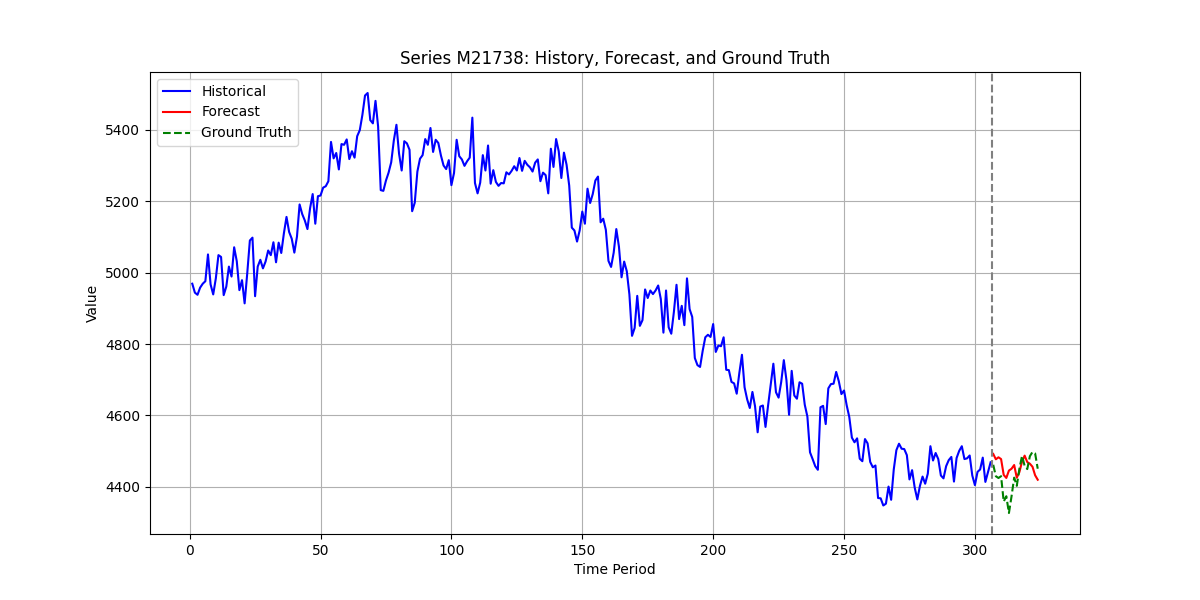 Series M21738: History, Forecast, and Ground Truth
Historical
Forecast
Ground Truth
5400
5200
5000
4800
4600
4400
Value
0 50 100 150 200 250 300
Time Period